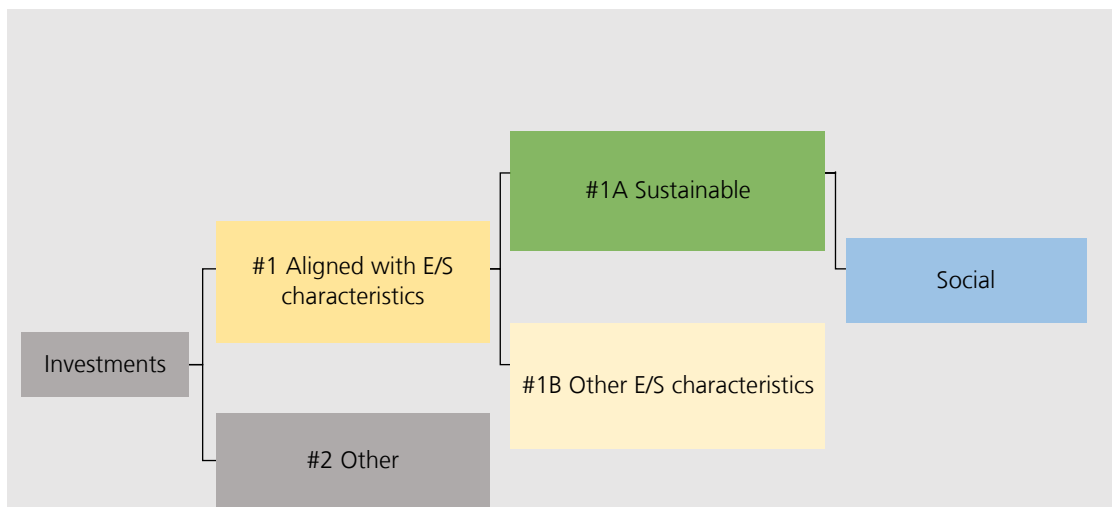 #1A Sustainable
#1 Aligned with E/S
characteristics
Social
Investments
#1B Other E/S characteristics
#2 Other